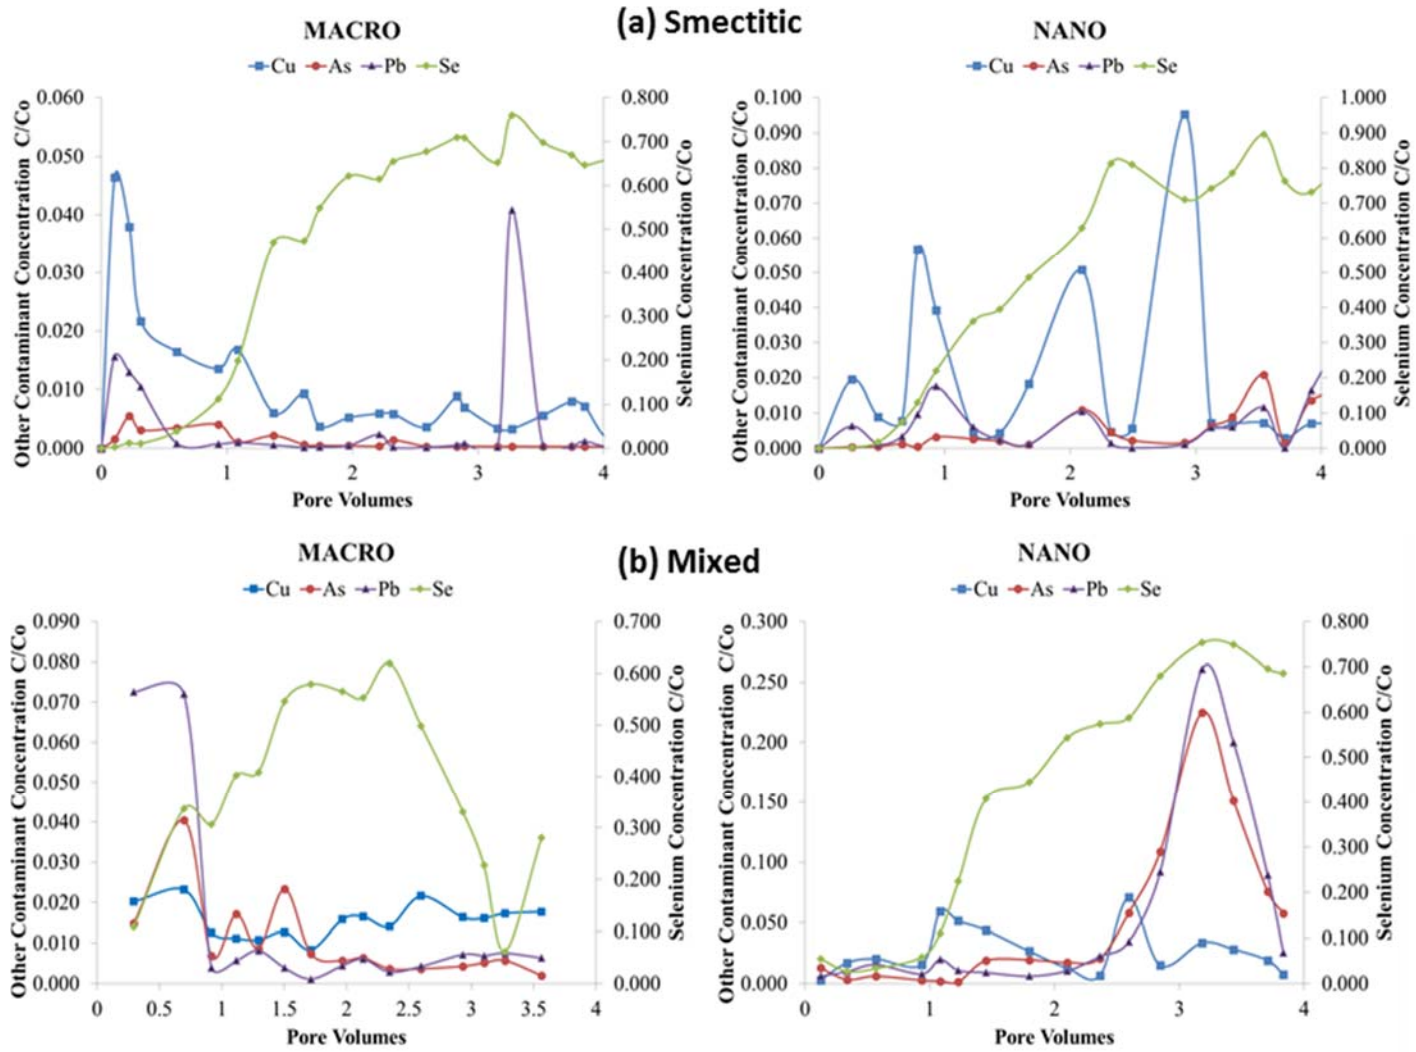 (a) Smectitic
MACRO
Cu As Pb Se
Other Contaminant Concentration C/Co
0.060
0.050
0.040
0.030
0.020
0.010
0.000
0.800
0.700
0.600
0.500
0.400
0.300
0.200
0.100
0.000
Selenium Concentration C/Co
0 1 2 3 4
Pore Volumes
NANO
Cu As Pb Se
Other Contaminant Concentration C/Co
0.100
0.090
0.080
0.070
0.060
0.050
0.040
0.030
0.020
0.010
0.000
1.000
0.900
0.800
0.700
0.600
0.500
0.400
0.300
0.200
0.100
0.000
Selenium Concentration C/Co
0 1 2 3 4
Pore Volumes
(b) Mixed
MACRO
Cu As Pb Se
Other Contaminant Concentration C/Co
0.090
0.080
0.070
0.060
0.050
0.040
0.030
0.020
0.010
0.000
0.700
0.600
0.500
0.400
0.300
0.200
0.100
0.000
Selenium Concentration C/Co
0 0.5 1 1.5 2 2.5 3 3.5 4
Pore Volumes
NANO
Cu As Pb Se
Other Contaminant Concentration C/Co
0.300
0.250
0.200
0.150
0.100
0.050
0.000
0.800
0.700
0.600
0.500
0.400
0.300
0.200
0.100
0.000
Selenium Concentration C/Co
0 1 2 3 4
Pore Volumes